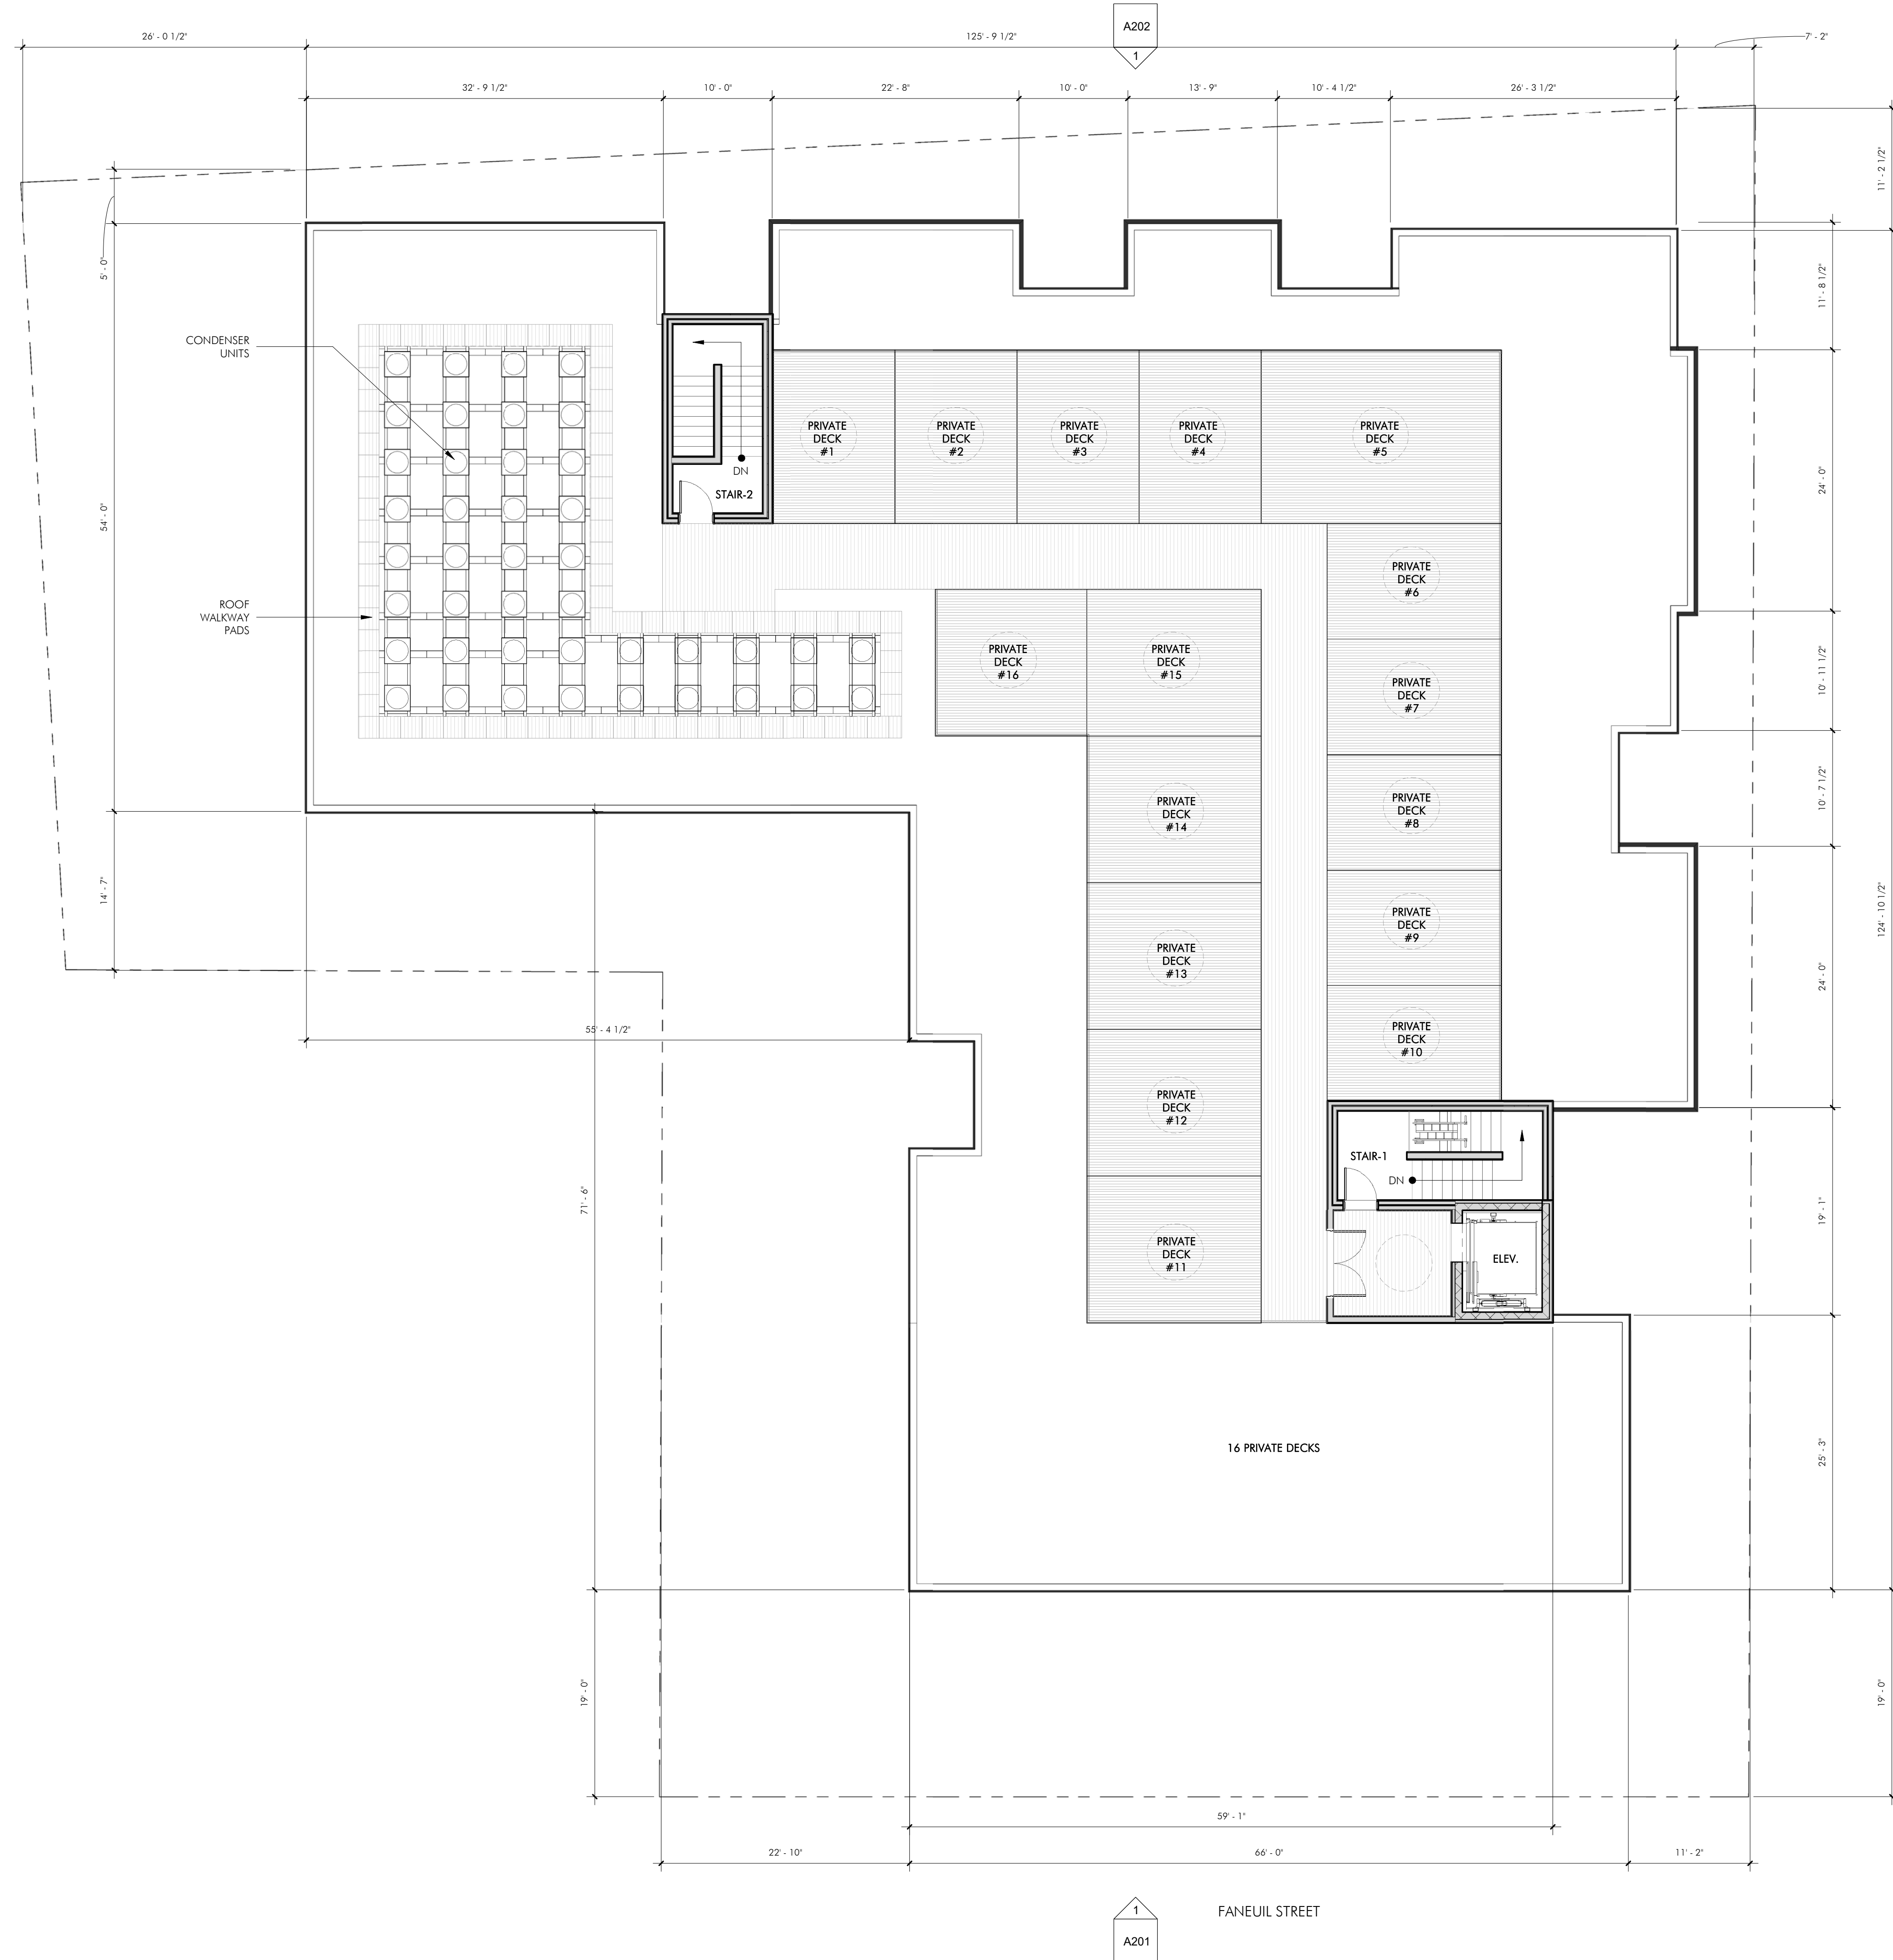 A202
1
26' - 0 1/2"
125' - 9 1/2"
7' - 2"
32' - 9 1/2"
10' - 0"
22' - 8"
10' - 0"
13' - 9"
10' - 4 1/2"
26' - 3 1/2"
11' - 2 1/2"
5' - 0"
11' - 8 1/2"
CONDENSER
UNITS
PRIVATE
DECK
#1
PRIVATE
DECK
#2
PRIVATE
DECK
#3
PRIVATE
DECK
#4
PRIVATE
DECK
#5
DN
STAIR-2
24' - 0"
54' - 0"
PRIVATE
DECK
#6
ROOF
WALKWAY
PADS
PRIVATE
DECK
#16
PRIVATE
DECK
#15
PRIVATE
DECK
#7
10' - 11 1/2"
PRIVATE
DECK
#14
PRIVATE
DECK
#8
10' - 7 1/2"
14' - 7"
PRIVATE
DECK
#9
124' - 10 1/2"
PRIVATE
DECK
#13
24' - 0"
55' - 4 1/2"
PRIVATE
DECK
#10
PRIVATE
DECK
#12
STAIR-1
DN
71' - 6"
19' - 1"
PRIVATE
DECK
#11
ELEV.
16 PRIVATE DECKS
25' - 3"
19' - 0"
19' - 0"
59' - 1"
22' - 10"
66' - 0"
11' - 2"
1
A201
FANEUIL STREET